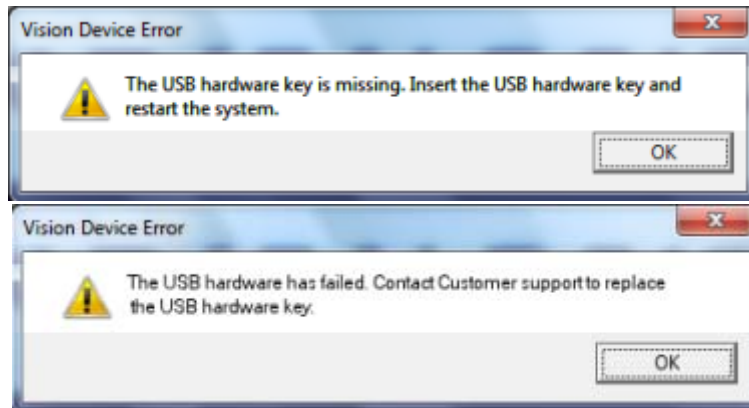 Vision Device Error
The USB hardware key is missing. Insert the USB hardware key and
restart the system.
OK
Vision Device Error
The USB hardware has failed. Contact Customer support to replace
the USB hardware key.
OK